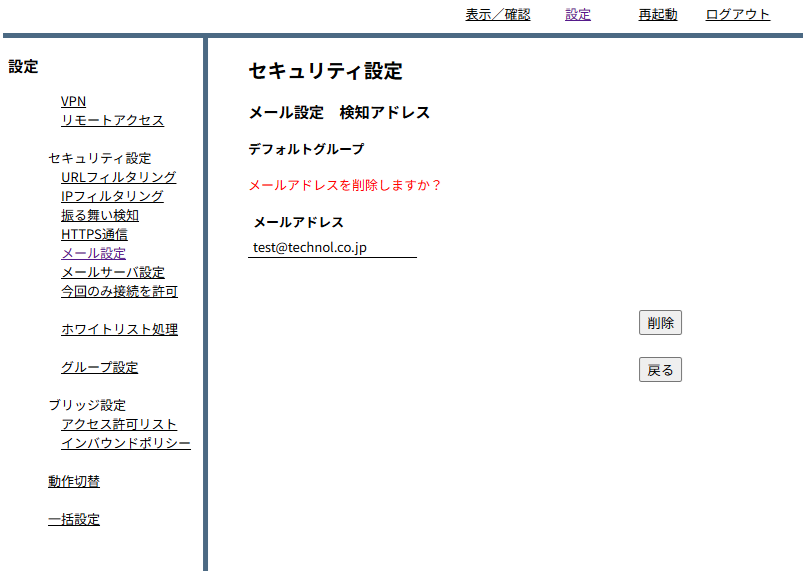 表示／確認 設定 再起動 ログアウト
設定
VPN
リモートアクセス
セキュリティ設定
URLフィルタリング
IPフィルタリング
振る舞い検知
HTTPS通信
メール設定
メールサーバ設定
今回のみ接続を許可
ホワイトリスト処理
グループ設定
ブリッジ設定
アクセス許可リスト
インバウンドポリシー
動作切替
一括設定
セキュリティ設定
メール設定　検知アドレス
デフォルトグループ
メールアドレスを削除しますか？
メールアドレス
test@technol.co.jp
削除
戻る